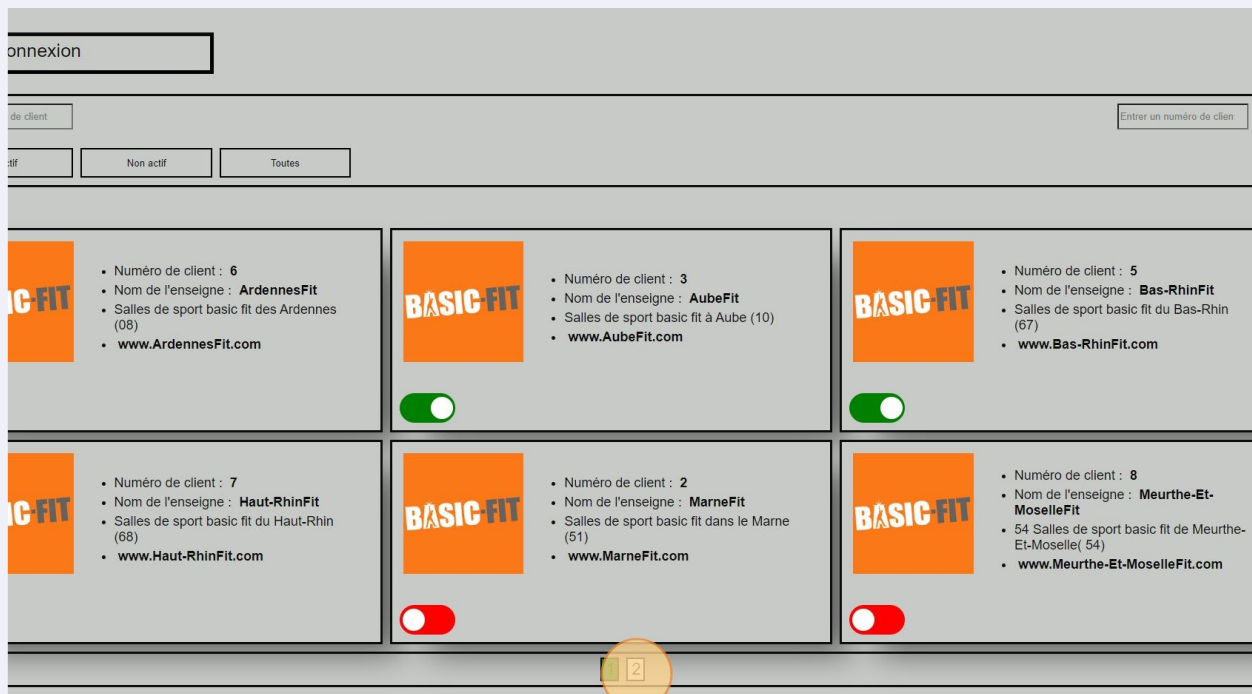 onnexion
de client
Entrer un numéro de clien
ctif
Non actif
Toutes
IC-FIT
Numéro de client : 6
Nom de l'enseigne : ArdennesFit
Salles de sport basic fit des Ardennes
(08)
www.ArdennesFit.com
BASIC-FIT
Numéro de client : 3
Nom de l'enseigne : AubeFit
Salles de sport basic fit à Aube (10)
www.AubeFit.com
BASIC-FIT
Numéro de client : 5
Nom de l'enseigne : Bas-RhinFit
Salles de sport basic fit du Bas-Rhin
(67)
www.Bas-RhinFit.com
IC-FIT
Numéro de client : 7
Nom de l'enseigne : Haut-RhinFit
Salles de sport basic fit du Haut-Rhin
(68)
www.Haut-RhinFit.com
BASIC-FIT
Numéro de client : 2
Nom de l'enseigne : MarneFit
Salles de sport basic fit dans le Marne
(51)
www.MarneFit.com
BASIC-FIT
Numéro de client : 8
Nom de l'enseigne : Meurthe-Et-
MoselleFit
54 Salles de sport basic fit de Meurthe-
Et-Moselle( 54)
www.Meurthe-Et-MoselleFit.com
1 2